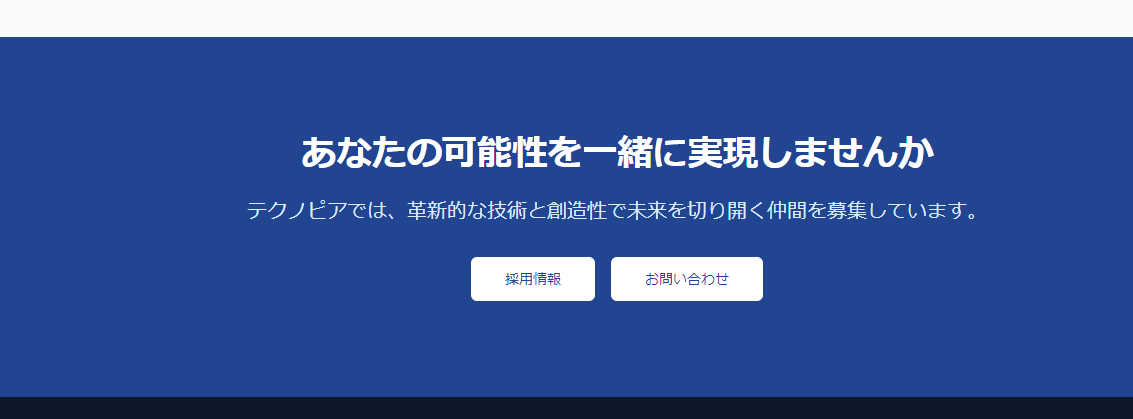 あなたの可能性を一緒に実現しませんか
テクノピアでは、革新的な技術と創造性で未来を切り開く仲間を募集しています。
採用情報
お問い合わせ